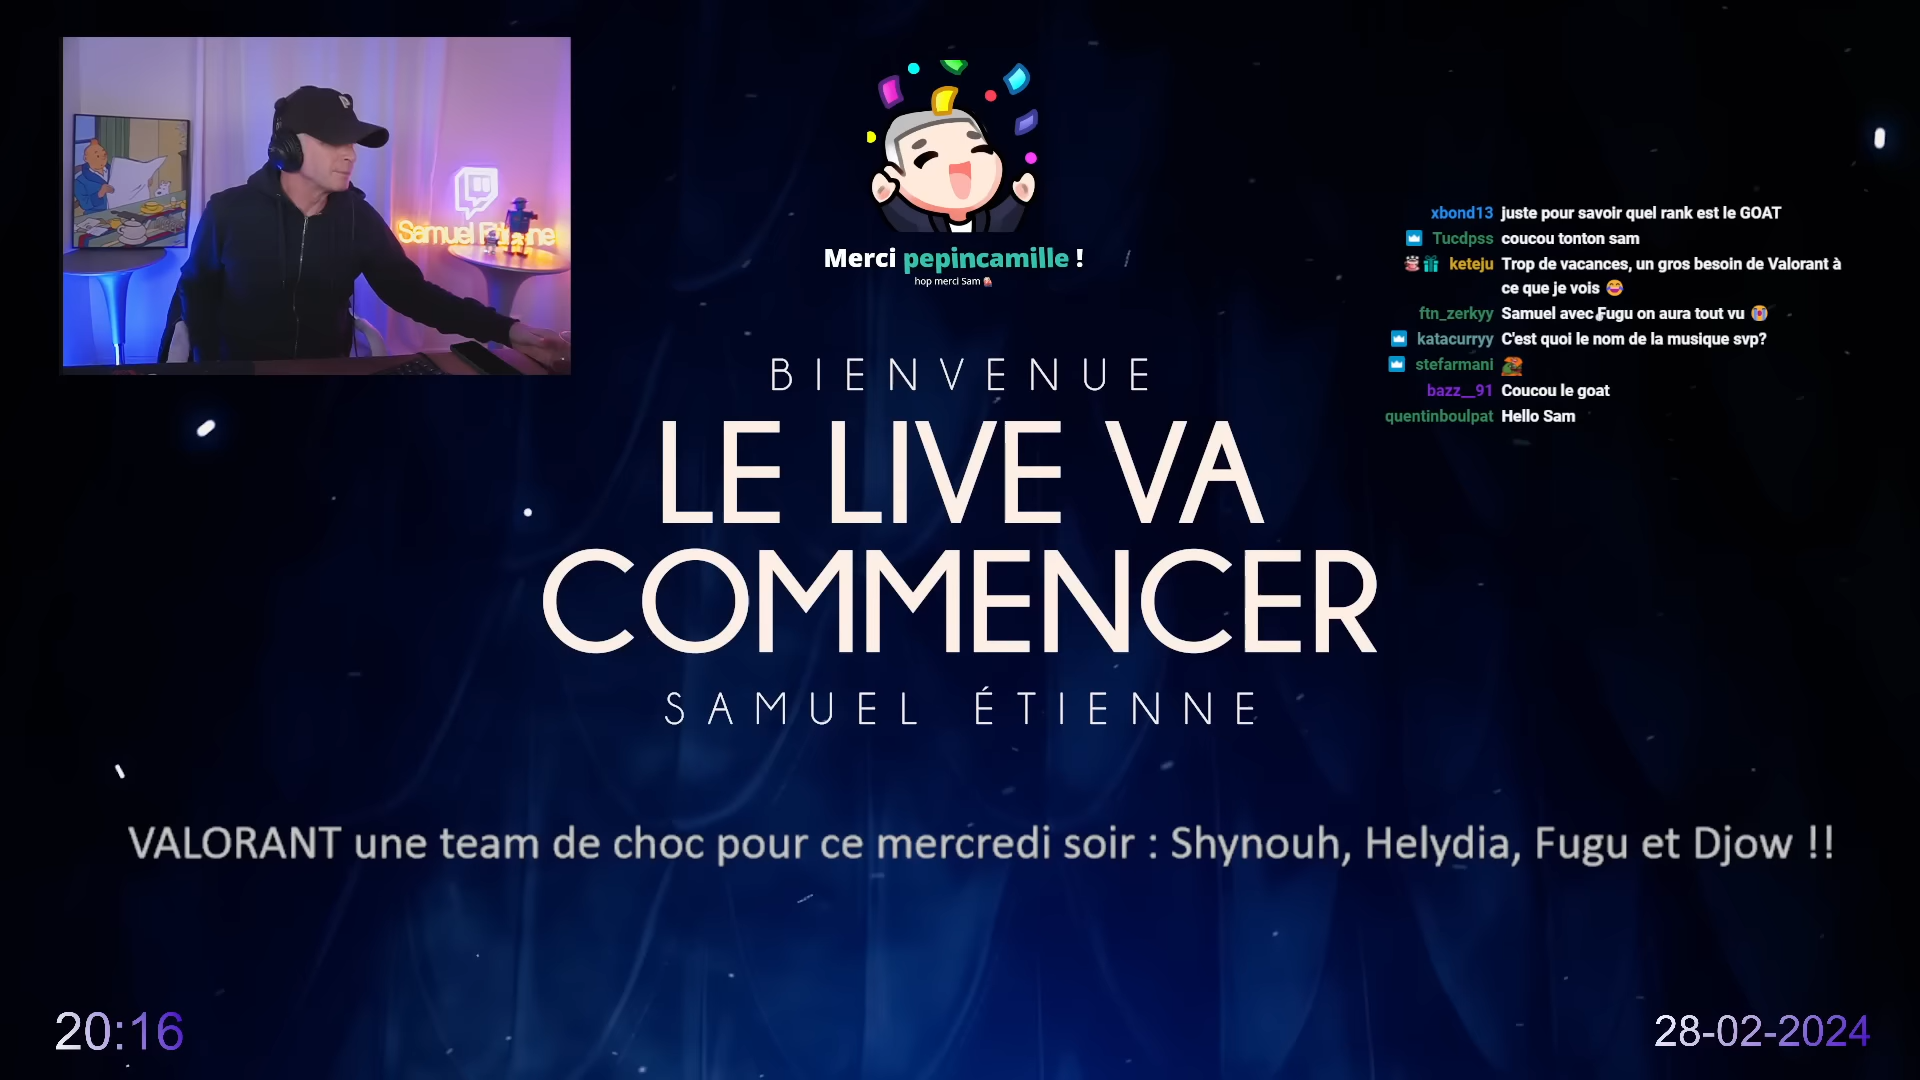 Samuel Etienne
Merci pepincamille !
hop merci Sam
xbond13 juste pour savoir quel rank est le GOAT
Tucdpss coucou tonton sam
keteju Trop de vacances, un gros besoin de Valorant à
ce que je vois
ftn_zerkyy Samuel avec Fugu on aura tout vu
katacurryy C'est quoi le nom de la musique svp?
stefarmani
bazz__91 Coucou le goat
quentinboulpat Hello Sam
BIENVENUE
LE LIVE VA
COMMENCER
SAMUEL ÉTIENNE
VALORANT une team de choc pour ce mercredi soir : Shynouh, Helydia, Fugu et Djow !!
20:16
28-02-2024